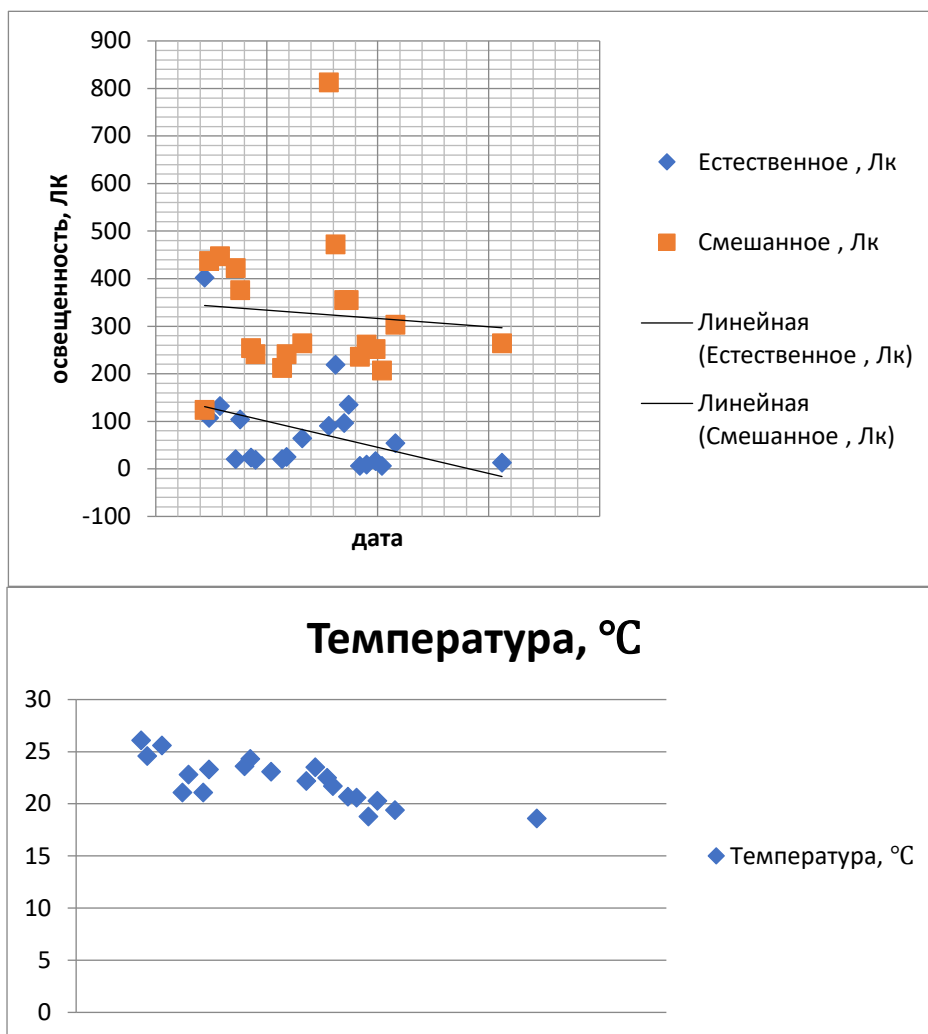 900
800
700
600
500
400
300
200
100
0
-100
освещенность, ЛК
дата
Естественное , Лк
Смешанное , Лк
Линейная
(Естественное , Лк)
Линейная
(Смешанное , Лк)
Температура, ℃
30
25
20
15
10
5
0
Температура, ℃